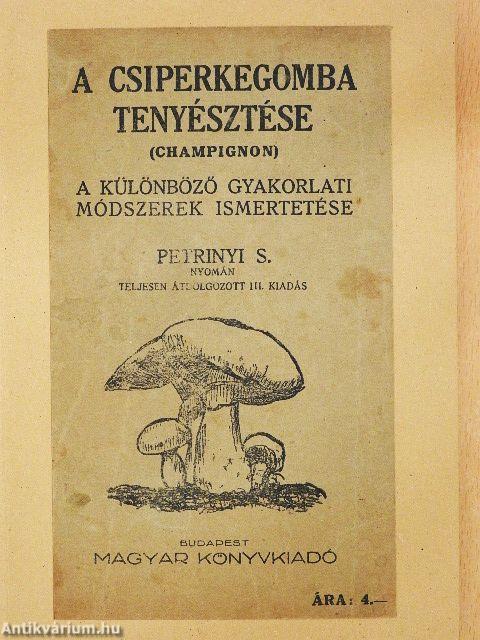 A CSIPERKEGOMBA
TENYÉSZTÉSE
(CHAMPIGNON)
A KÜLÖNBÖZŐ GYAKORLATI
MÓDSZEREK ISMERTETÉSE
PETRINYI S.
NYOMÁN
TELJESEN ÁTDOLGOZOTT III. KIADÁS
BUDAPEST
MAGYAR KÖNYVKIADÓ
ÁRA: 4.—
Antikvárium.hu